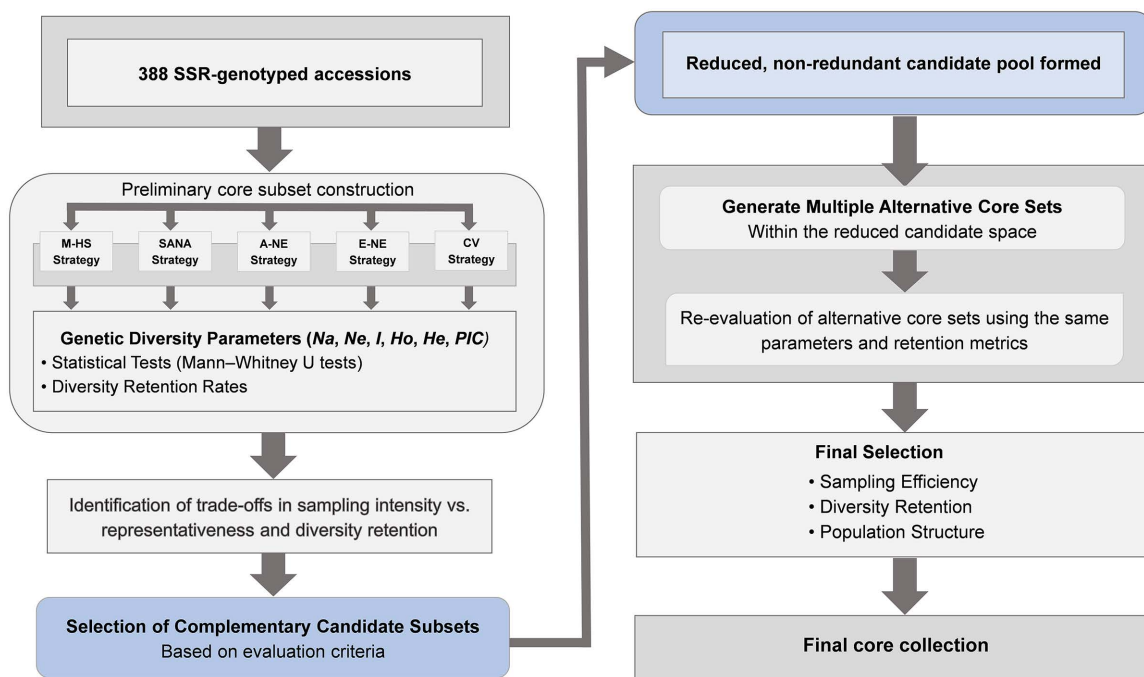 388 SSR-genotyped accessions
Preliminary core subset construction
M-HS
Strategy
SANA
Strategy
A-NE
Strategy
E-NE
Strategy
CV
Strategy
Genetic Diversity Parameters (Na, Ne, I, Ho, He, PIC)
• Statistical Tests (Mann–Whitney U tests)
• Diversity Retention Rates
Identification of trade-offs in sampling intensity vs.
representativeness and diversity retention
Selection of Complementary Candidate Subsets
Based on evaluation criteria
Reduced, non-redundant candidate pool formed
Generate Multiple Alternative Core Sets
Within the reduced candidate space
Re-evaluation of alternative core sets using the same
parameters and retention metrics
Final Selection
• Sampling Efficiency
• Diversity Retention
• Population Structure
Final core collection